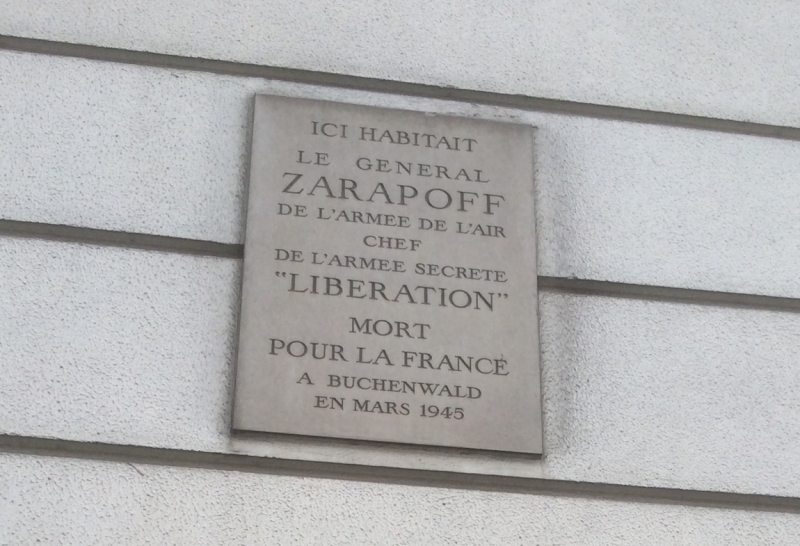 ICI HABITAIT
LE GENERAL
ZARAPOFF
DE L'ARMEE DE L'AIR
CHEF
DE L'ARMEE SECRETE
"LIBERATION"
MORT
POUR LA FRANCE
A BUCHENWALD
EN MARS 1945